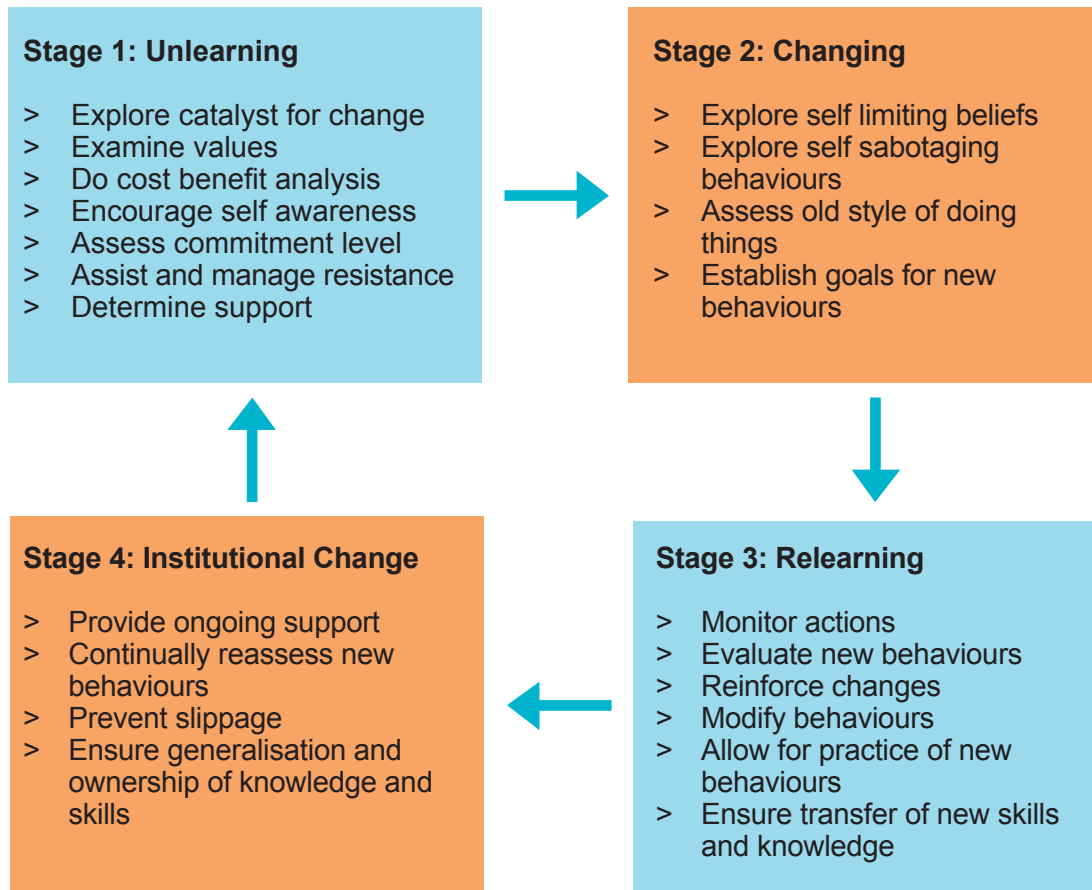 Stage 1: Unlearning
> Explore catalyst for change
> Examine values
> Do cost benefit analysis
> Encourage self awareness
> Assess commitment level
> Assist and manage resistance
> Determine support
Stage 2: Changing
> Explore self limiting beliefs
> Explore self sabotaging
behaviours
> Assess old style of doing
things
> Establish goals for new
behaviours
Stage 3: Relearning
> Monitor actions
> Evaluate new behaviours
> Reinforce changes
> Modify behaviours
> Allow for practice of new
behaviours
> Ensure transfer of new skills
and knowledge
Stage 4: Institutional Change
> Provide ongoing support
> Continually reassess new
behaviours
> Prevent slippage
> Ensure generalisation and
ownership of knowledge and
skills